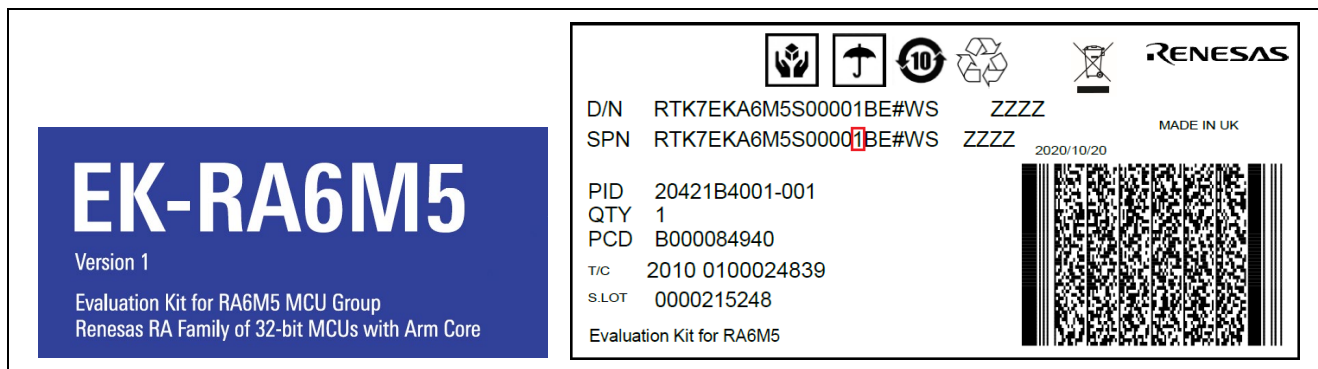 EK-RA6M5
Version 1
Evaluation Kit for RA6M5 MCU Group
Renesas RA Family of 32-bit MCUs with Arm Core
10
RENESAS
D/N RTK7EKA6M5S00001BE#WS ZZZZ
SPN RTK7EKA6M5S00001BE#WS ZZZZ
MADE IN UK
2020/10/20
PID 20421B4001-001
QTY 1
PCD B000084940
T/C 2010 0100024839
S.LOT 0000215248
Evaluation Kit for RA6M5